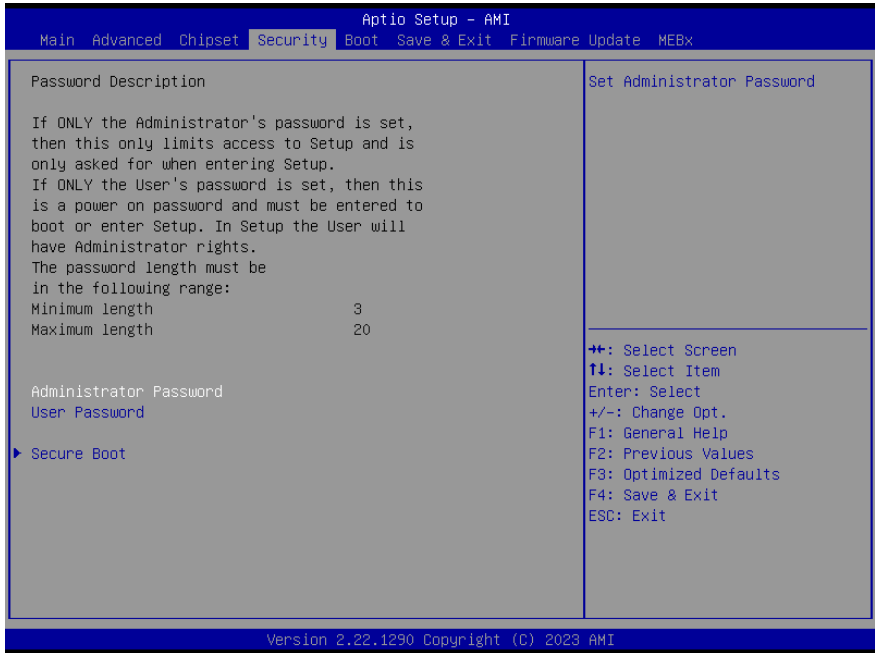 Aptio Setup – AMI
Main Advanced Chipset Security Boot Save & Exit Firmware Update MEBx
Password Description
If ONLY the Administrator's password is set,
then this only limits access to Setup and is
only asked for when entering Setup.
If ONLY the User's password is set, then this
is a power on password and must be entered to
boot or enter Setup. In Setup the User will
have Administrator rights.
The password length must be
in the following range:
Minimum length 3
Maximum length 20
Administrator Password
User Password
Secure Boot
Set Administrator Password
→←: Select Screen
↑↓: Select Item
Enter: Select
+/-: Change Opt.
F1: General Help
F2: Previous Values
F3: Optimized Defaults
F4: Save & Exit
ESC: Exit
Version 2.22.1290 Copyright (C) 2023 AMI